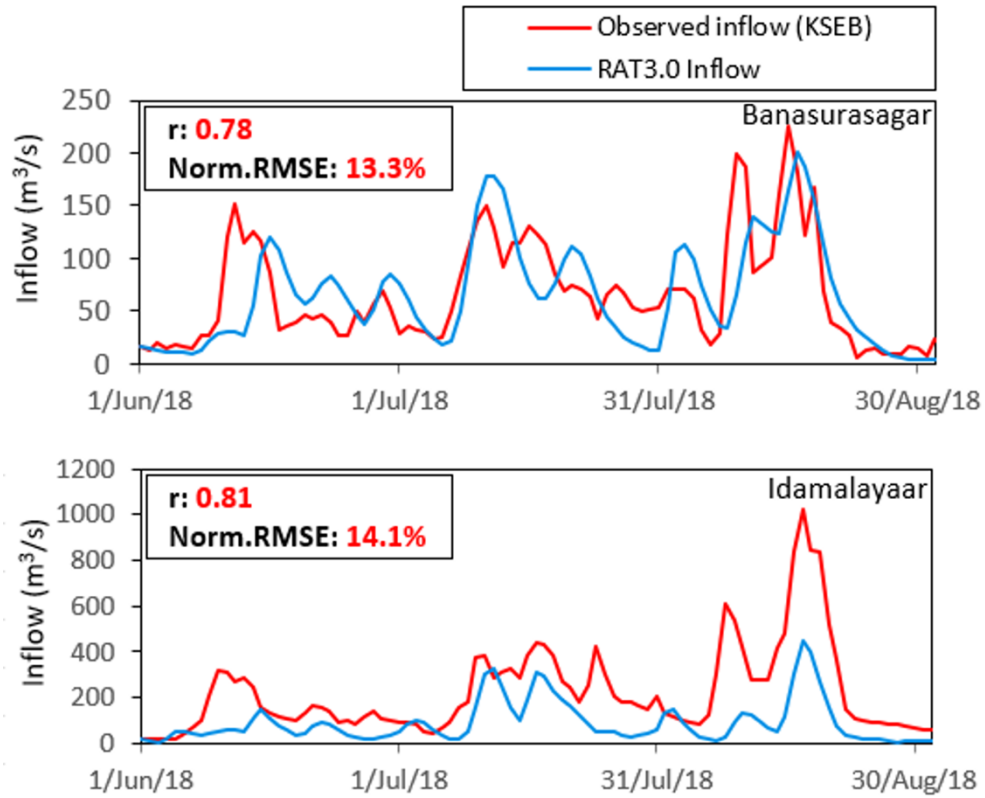 Observed inflow (KSEB)
RAT3.0 Inflow
Banasurasagar
r: 0.78
Norm.RMSE: 13.3%
Inflow (m³/s)
250
200
150
100
50
0
1/Jun/18 1/Jul/18 31/Jul/18 30/Aug/18
Idamalayaar
r: 0.81
Norm.RMSE: 14.1%
Inflow (m³/s)
1200
1000
800
600
400
200
0
1/Jun/18 1/Jul/18 31/Jul/18 30/Aug/18